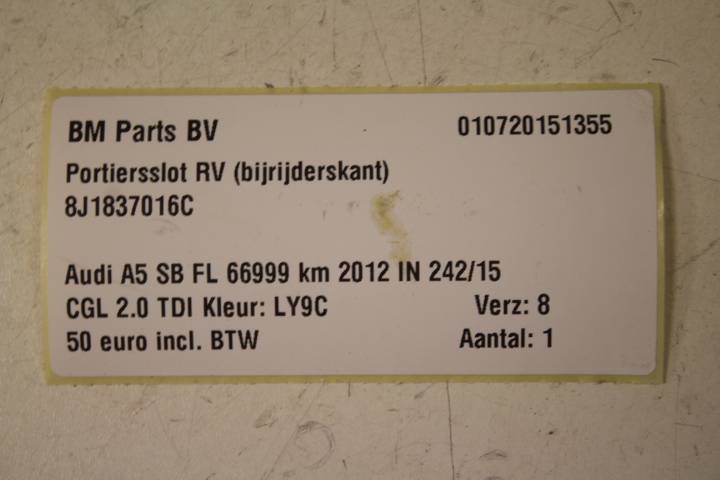 BM Parts BV 010720151355
Portiersslot RV (bijrijderskant)
8J1837016C
Audi A5 SB FL 66999 km 2012 IN 242/15
CGL 2.0 TDI Kleur: LY9C Verz: 8
50 euro incl. BTW Aantal: 1